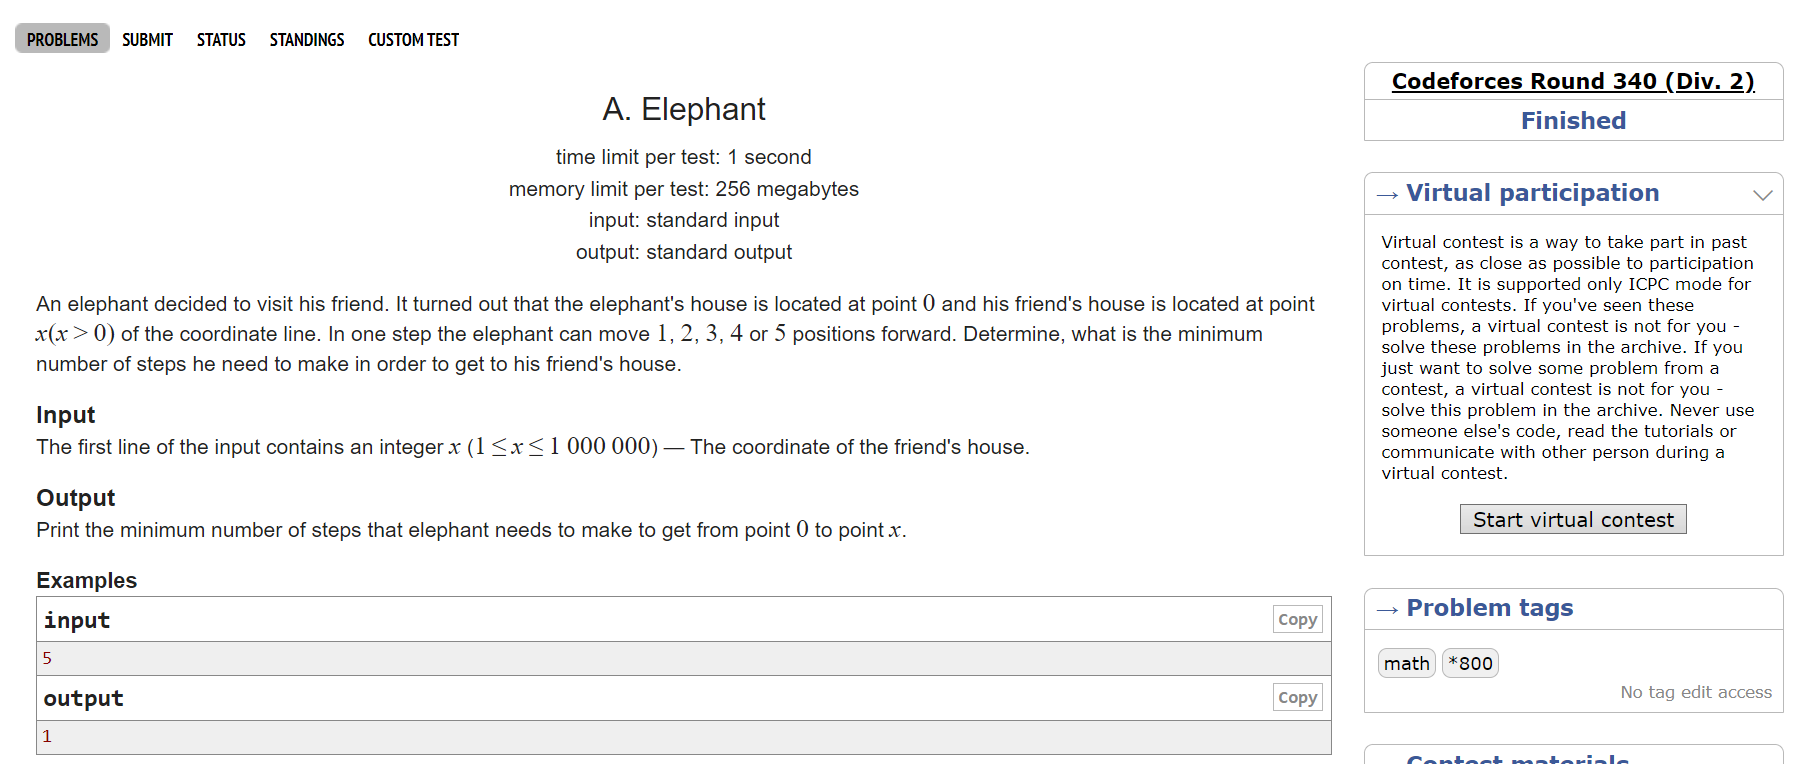 PROBLEMS SUBMIT STATUS STANDINGS CUSTOM TEST
A. Elephant
time limit per test: 1 second
memory limit per test: 256 megabytes
input: standard input
output: standard output
An elephant decided to visit his friend. It turned out that the elephant's house is located at point 0 and his friend's house is located at point
x(x > 0) of the coordinate line. In one step the elephant can move 1, 2, 3, 4 or 5 positions forward. Determine, what is the minimum
number of steps he need to make in order to get to his friend's house.
Input
The first line of the input contains an integer x (1 ≤ x ≤ 1 000 000) — The coordinate of the friend's house.
Output
Print the minimum number of steps that elephant needs to make to get from point 0 to point x.
Examples
input
Copy
5
output
Copy
1
Codeforces Round 340 (Div. 2)
Finished
→ Virtual participation
Virtual contest is a way to take part in past
contest, as close as possible to participation
on time. It is supported only ICPC mode for
virtual contests. If you've seen these
problems, a virtual contest is not for you -
solve these problems in the archive. If you
just want to solve some problem from a
contest, a virtual contest is not for you -
solve this problem in the archive. Never use
someone else's code, read the tutorials or
communicate with other person during a
virtual contest.
Start virtual contest
→ Problem tags
math *800
No tag edit access
Contest materials